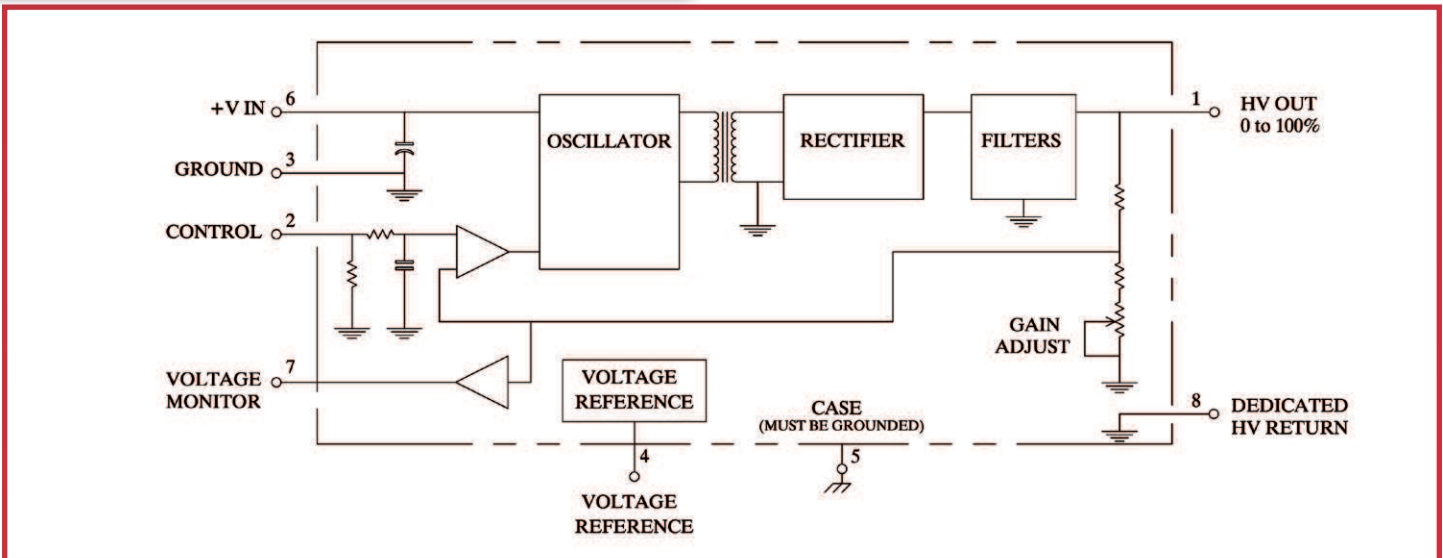 +V IN
6
GROUND
3
CONTROL
2
VOLTAGE
MONITOR
7
OSCILLATOR
RECTIFIER
FILTERS
1
HV OUT
0 to 100%
GAIN
ADJUST
VOLTAGE
REFERENCE
4
VOLTAGE
REFERENCE
CASE
(MUST BE GROUNDED)
5
8
DEDICATED
HV RETURN